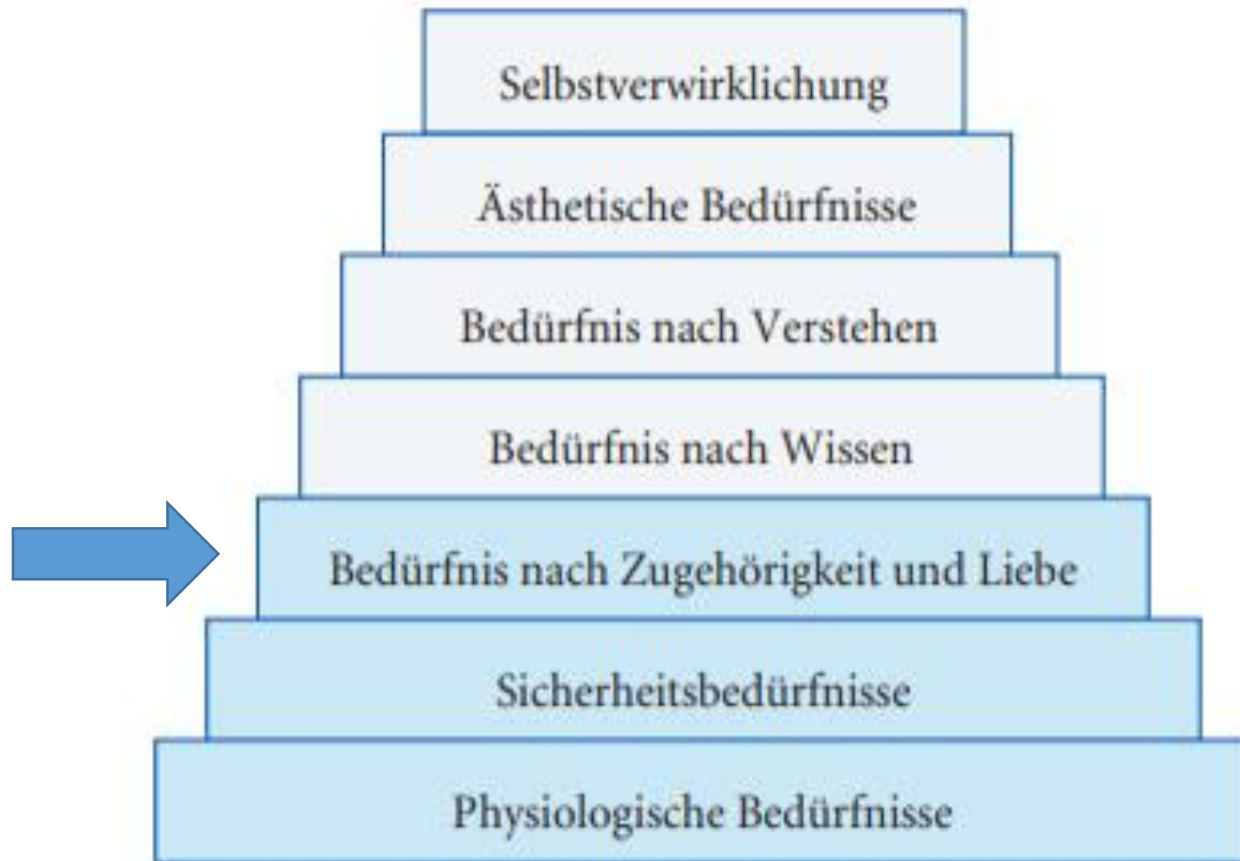 Selbstverwirklichung
Ästhetische Bedürfnisse
Bedürfnis nach Verstehen
Bedürfnis nach Wissen
Bedürfnis nach Zugehörigkeit und Liebe
Sicherheitsbedürfnisse
Physiologische Bedürfnisse